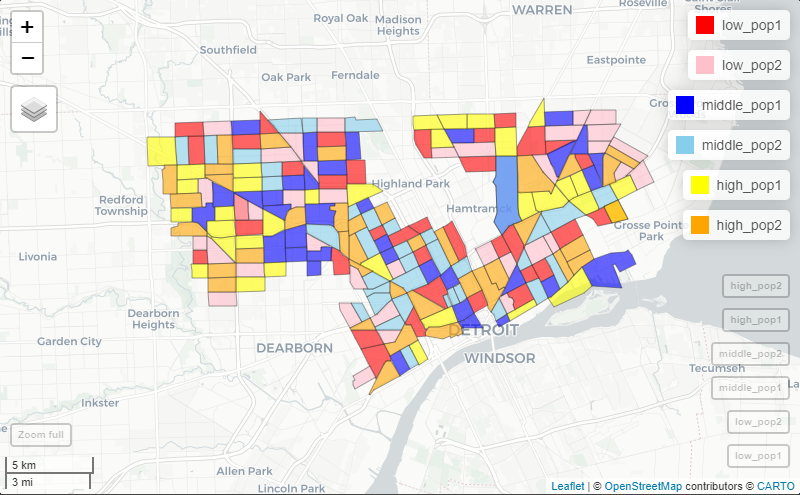 +
−
Royal Oak
Madison
Heights
WARREN
Roseville
Southfield
Oak Park
Ferndale
Eastpointe
low_pop1
low_pop2
middle_pop1
middle_pop2
high_pop1
high_pop2
Highland Park
Hamtramck
Redford
Township
Grosse Point
Park
Livonia
high_pop2
high_pop1
middle_pop2
middle_pop1
low_pop2
low_pop1
Dearborn
Heights
Garden City
DEARBORN
DETROIT
WINDSOR
Tecumseh
Inkster
Zoom full
5 km
3 mi
Allen Park
Lincoln Park
Leaflet | © OpenStreetMap contributors © CARTO